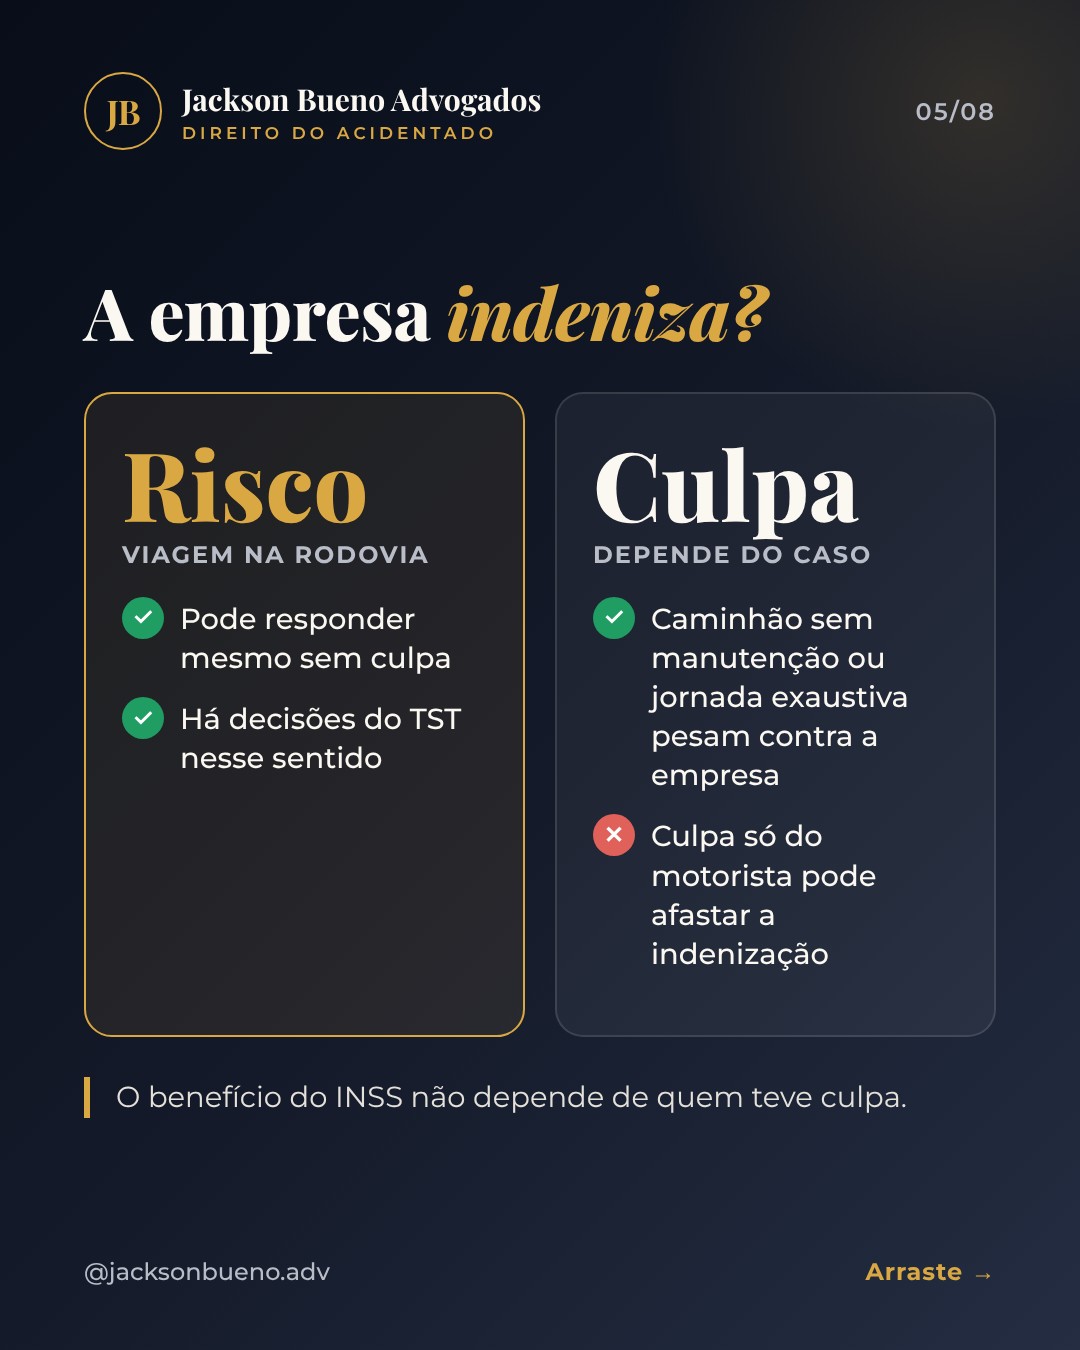 JB
Jackson Bueno Advogados
DIREITO DO ACIDENTADO
05/08
A empresa indeniza?
Risco
VIAGEM NA RODOVIA
Pode responder
mesmo sem culpa
Há decisões do TST
nesse sentido
Culpa
DEPENDE DO CASO
Caminhão sem
manutenção ou
jornada exaustiva
pesam contra a
empresa
Culpa só do
motorista pode
afastar a
indenização
O benefício do INSS não depende de quem teve culpa.
@jacksonbueno.adv
Arraste →